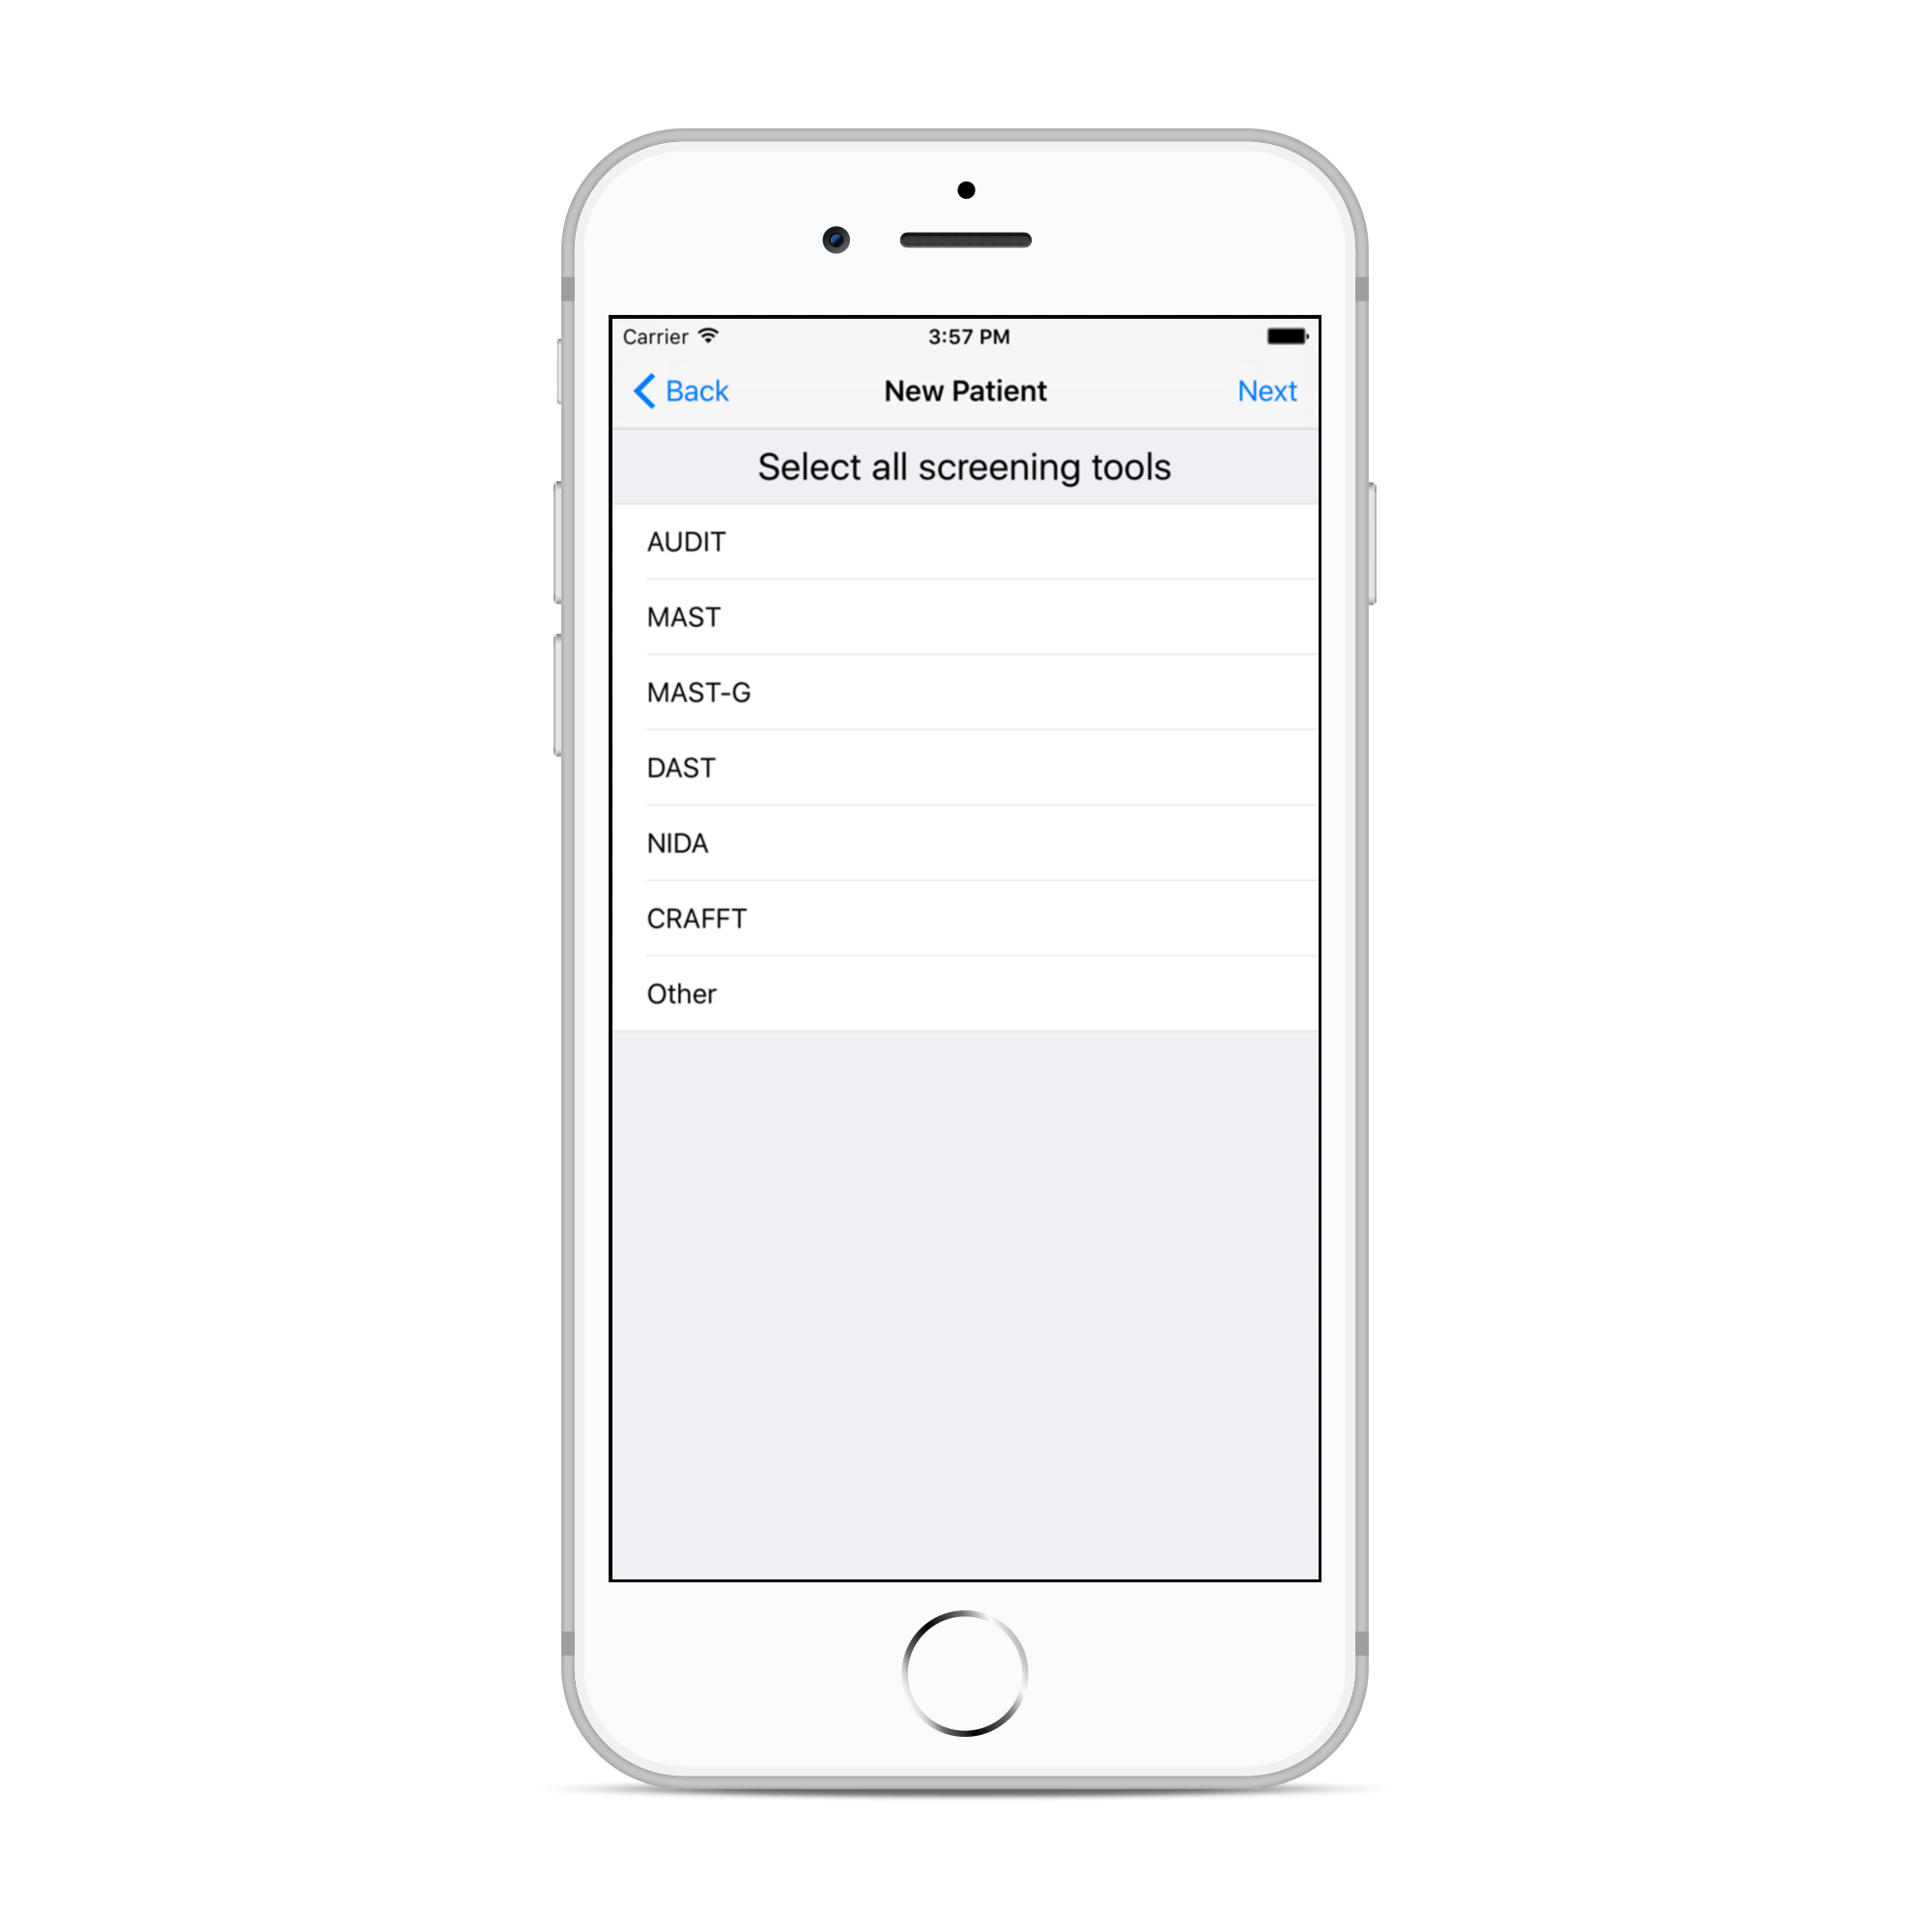 Carrier 3:57 PM
Back New Patient Next
Select all screening tools
AUDIT
MAST
MAST-G
DAST
NIDA
CRAFFT
Other